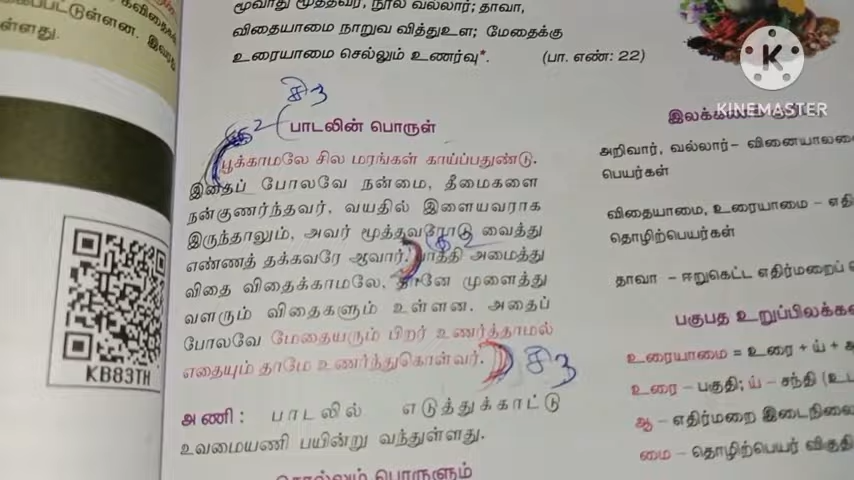 மூவாது மூத்தவர், நூல் வல்லார்; தாவா,
விதையாமை நாறுவ வித்துஉள; மேதைக்கு
உரையாமை செல்லும் உணர்வு*. (பா. எண்: 22)
சிந
பாடலின் பொருள்
பூக்காமலே சில மரங்கள் காய்ப்பதுண்டு.
இதைப் போலவே நன்மை, தீமைகளை
நன்குணர்ந்தவர், வயதில் இளையவராக
இருந்தாலும், அவர் மூத்தவரோடு வைத்து
எண்ணத் தக்கவரே ஆவார். பாத்தி அமைத்து
விதை விதைக்காமலே, தானே முளைத்து
வளரும் விதைகளும் உள்ளன. அதைப்
போலவே மேதையரும் பிறர் உணர்த்தாமல்
எதையும் தாமே உணர்ந்துகொள்வர்.
அணி: பாடலில் எடுத்துக்காட்டு
உவமையணி பயின்று வந்துள்ளது.
சொல்லும் பொருளும்
KB83TH
K
KINEMASTER
அறிவார், வல்லார்- வினையால
பெயர்கள்
விதையாமை, உரையாமை – எதி
தொழிற்பெயர்கள்
தாவா – ஈறுகெட்ட எதிர்மறைப்
பகுபத உறுப்பிலக்க
உரையாமை = உரை + ய் + ஆ
உரை – பகுதி; ய் – சந்தி (உட
ஆ – எதிர்மறை இடைநிலை
மை – தொழிற்பெயர் விகுதி